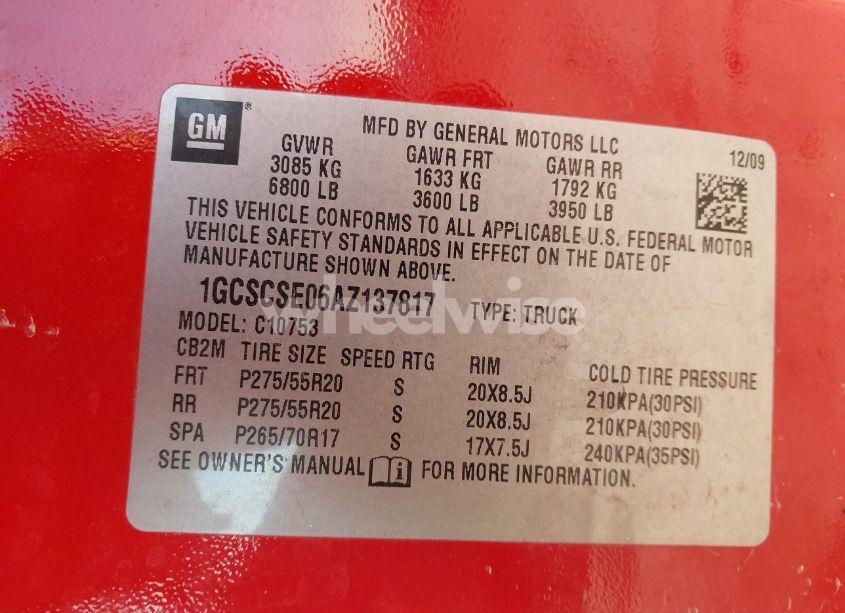 GM ®
MFD BY GENERAL MOTORS LLC
12/09
GVWR GAWR FRT GAWR RR
3085 KG 1633 KG 1792 KG
6800 LB 3600 LB 3950 LB
THIS VEHICLE CONFORMS TO ALL APPLICABLE U.S. FEDERAL MOTOR
VEHICLE SAFETY STANDARDS IN EFFECT ON THE DATE OF
MANUFACTURE SHOWN ABOVE.
1GCSCSE06AZ137817 TYPE: TRUCK
wheelwise
MODEL: C10753
CB2M TIRE SIZE SPEED RTG RIM COLD TIRE PRESSURE
FRT P275/55R20 S 20X8.5J 210KPA(30PSI)
RR P275/55R20 S 20X8.5J 210KPA(30PSI)
SPA P265/70R17 S 17X7.5J 240KPA(35PSI)
SEE OWNER'S MANUAL FOR MORE INFORMATION.